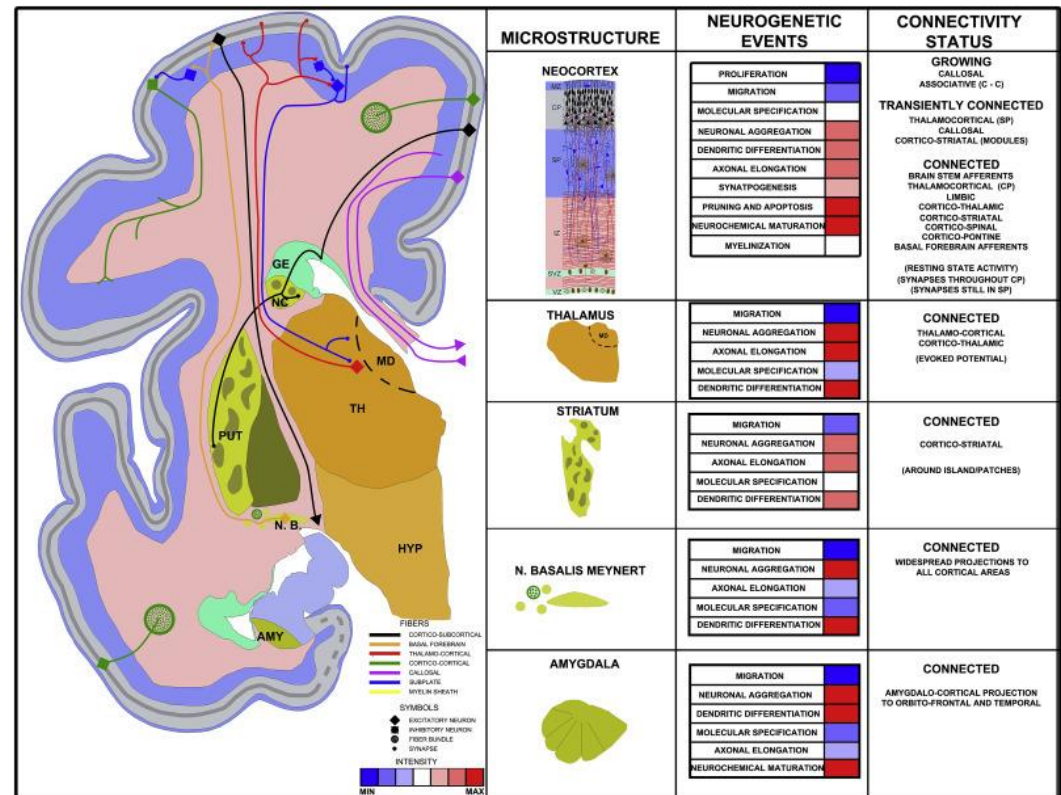 GE
NC
MD
TH
PUT
N. B.
HYP
AMY
FIBERS
CORTICO-SUBCORTICAL
BASAL FOREBRAIN
THALAMO-CORTICAL
CORTICO-CORTICAL
CALLOSAL
SUBPLATE
MYELIN SHEATH
SYMBOLS
EXCITATORY NEURON
INHIBITORY NEURON
FIBER BUNDLE
SYNAPSE
INTENSITY
MIN MAX
MICROSTRUCTURE
NEUROGENETIC
EVENTS
CONNECTIVITY
STATUS
NEOCORTEX
MZ
CP
SP
IZ
SVZ
VZ
PROLIFERATION
MIGRATION
MOLECULAR SPECIFICATION
NEURONAL AGGREGATION
DENDRITIC DIFFERENTIATION
AXONAL ELONGATION
SYNATPOGENESIS
PRUNING AND APOPTOSIS
NEUROCHEMICAL MATURATION
MYELINIZATION
GROWING
CALLOSAL
ASSOCIATIVE (C - C)
TRANSIENTLY CONNECTED
THALAMOCORTICAL (SP)
CALLOSAL
CORTICO-STRIATAL (MODULES)
CONNECTED
BRAIN STEM AFFERENTS
THALAMOCORTICAL (CP)
LIMBIC
CORTICO-THALAMIC
CORTICO-STRIATAL
CORTICO-SPINAL
CORTICO-PONTINE
BASAL FOREBRAIN AFFERENTS
(RESTING STATE ACTIVITY)
(SYNAPSES THROUGHOUT CP)
(SYNAPSES STILL IN SP)
THALAMUS
MD
MIGRATION
NEURONAL AGGREGATION
AXONAL ELONGATION
MOLECULAR SPECIFICATION
DENDRITIC DIFFERENTIATION
CONNECTED
THALAMO-CORTICAL
CORTICO-THALAMIC
(EVOKED POTENTIAL)
STRIATUM
MIGRATION
NEURONAL AGGREGATION
AXONAL ELONGATION
MOLECULAR SPECIFICATION
DENDRITIC DIFFERENTIATION
CONNECTED
CORTICO-STRIATAL
(AROUND ISLAND/PATCHES)
N. BASALIS MEYNERT
MIGRATION
NEURONAL AGGREGATION
AXONAL ELONGATION
MOLECULAR SPECIFICATION
DENDRITIC DIFFERENTIATION
CONNECTED
WIDESPREAD PROJECTIONS TO
ALL CORTICAL AREAS
AMYGDALA
MIGRATION
NEURONAL AGGREGATION
DENDRITIC DIFFERENTIATION
MOLECULAR SPECIFICATION
AXONAL ELONGATION
NEUROCHEMICAL MATURATION
CONNECTED
AMYGDALO-CORTICAL PROJECTION
TO ORBITO-FRONTAL AND TEMPORAL